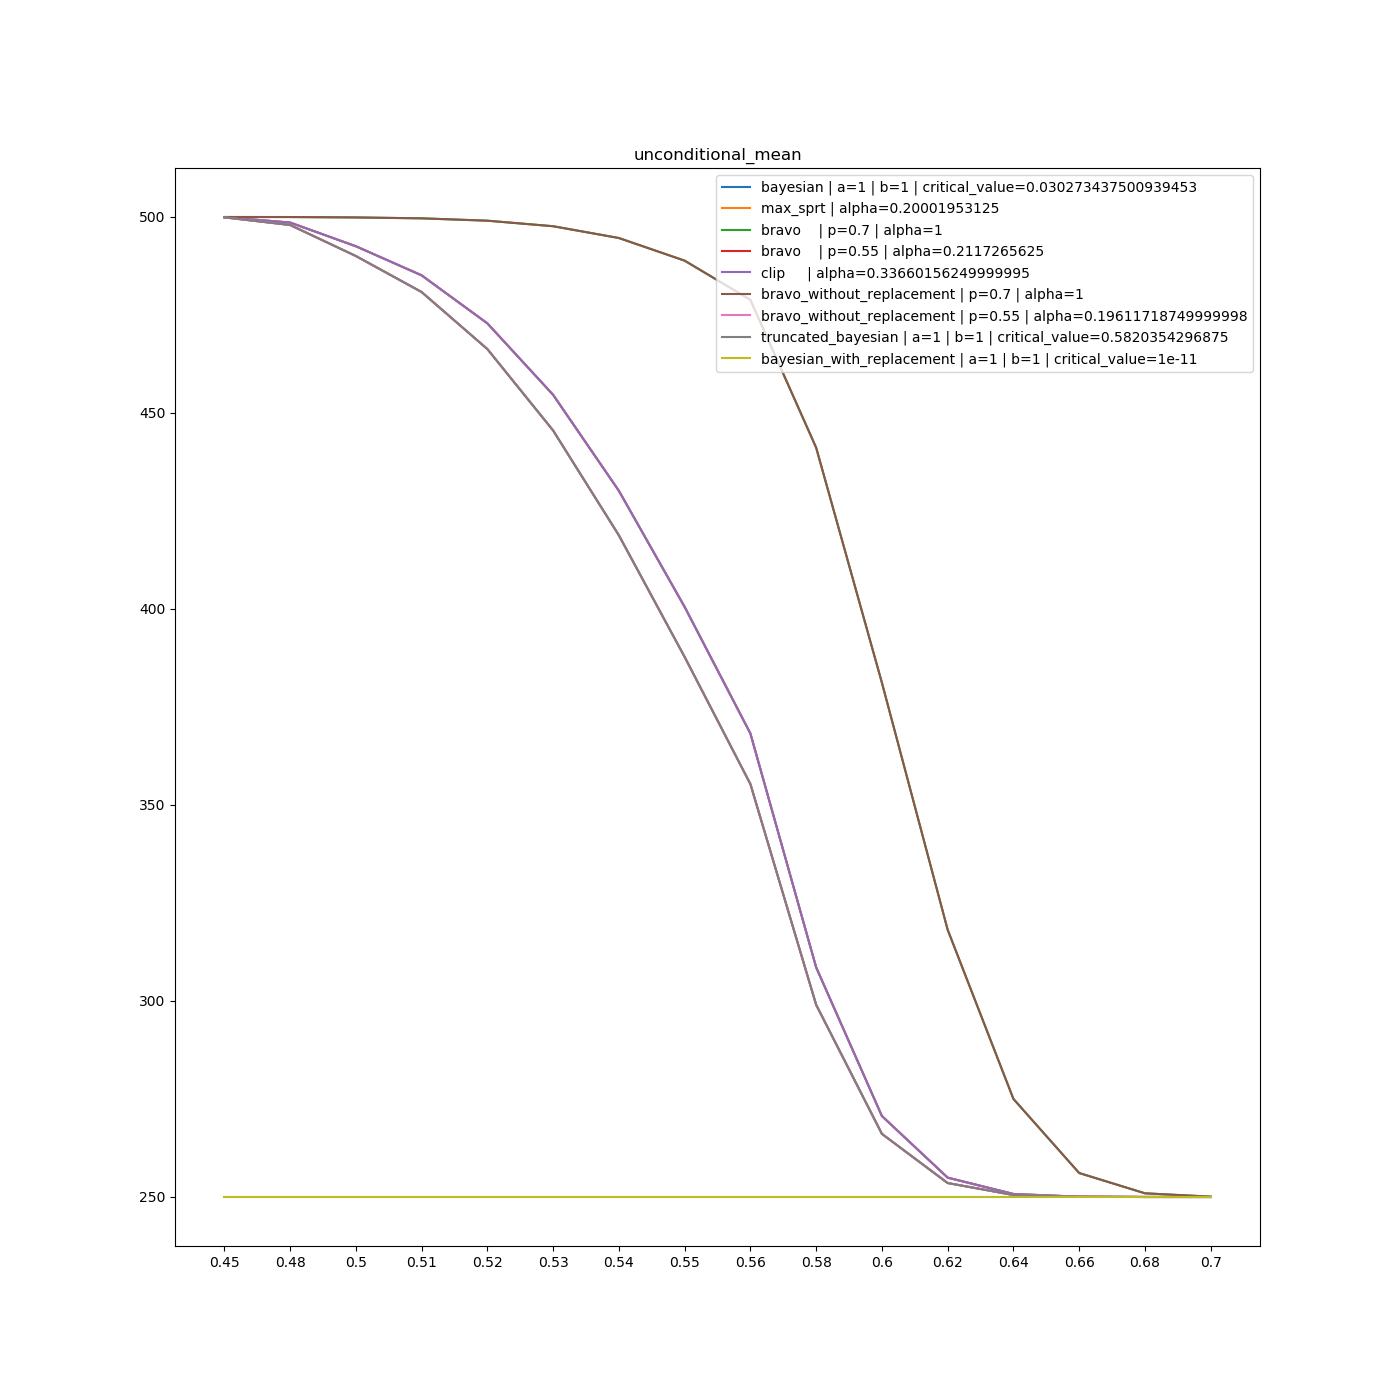 unconditional_mean
bayesian | a=1 | b=1 | critical_value=0.030273437500939453
max_sprt | alpha=0.20001953125
bravo    | p=0.7 | alpha=1
bravo    | p=0.55 | alpha=0.2117265625
clip     | alpha=0.33660156249999995
bravo_without_replacement | p=0.7 | alpha=1
bravo_without_replacement | p=0.55 | alpha=0.19611718749999998
truncated_bayesian | a=1 | b=1 | critical_value=0.5820354296875
bayesian_with_replacement | a=1 | b=1 | critical_value=1e-11
500
450
400
350
300
250
0.45 0.48 0.5 0.51 0.52 0.53 0.54 0.55 0.56 0.58 0.6 0.62 0.64 0.66 0.68 0.7